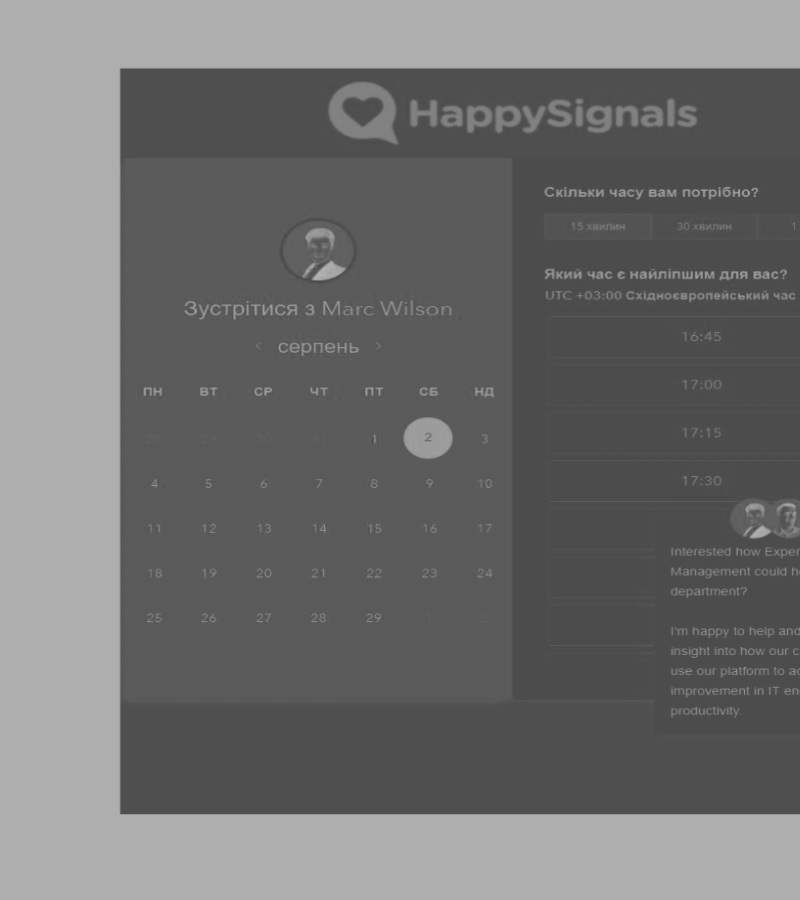 HappySignals
Зустрітися з Marc Wilson
серпень
ПН ВТ СР ЧТ ПТ СБ НД
28 29 30 31 1 2 3
4 5 6 7 8 9 10
11 12 13 14 15 16 17
18 19 20 21 22 23 24
25 26 27 28 29 1 2
Скільки часу вам потрібно?
15 хвилин 30 хвилин 1
Який час є найліпшим для вас?
UTC +03:00 Східноєвропейський час
16:45
17:00
17:15
17:30
Interested how Exper
Management could he
department?
I'm happy to help and
insight into how our c
use our platform to ac
improvement in IT en
productivity.